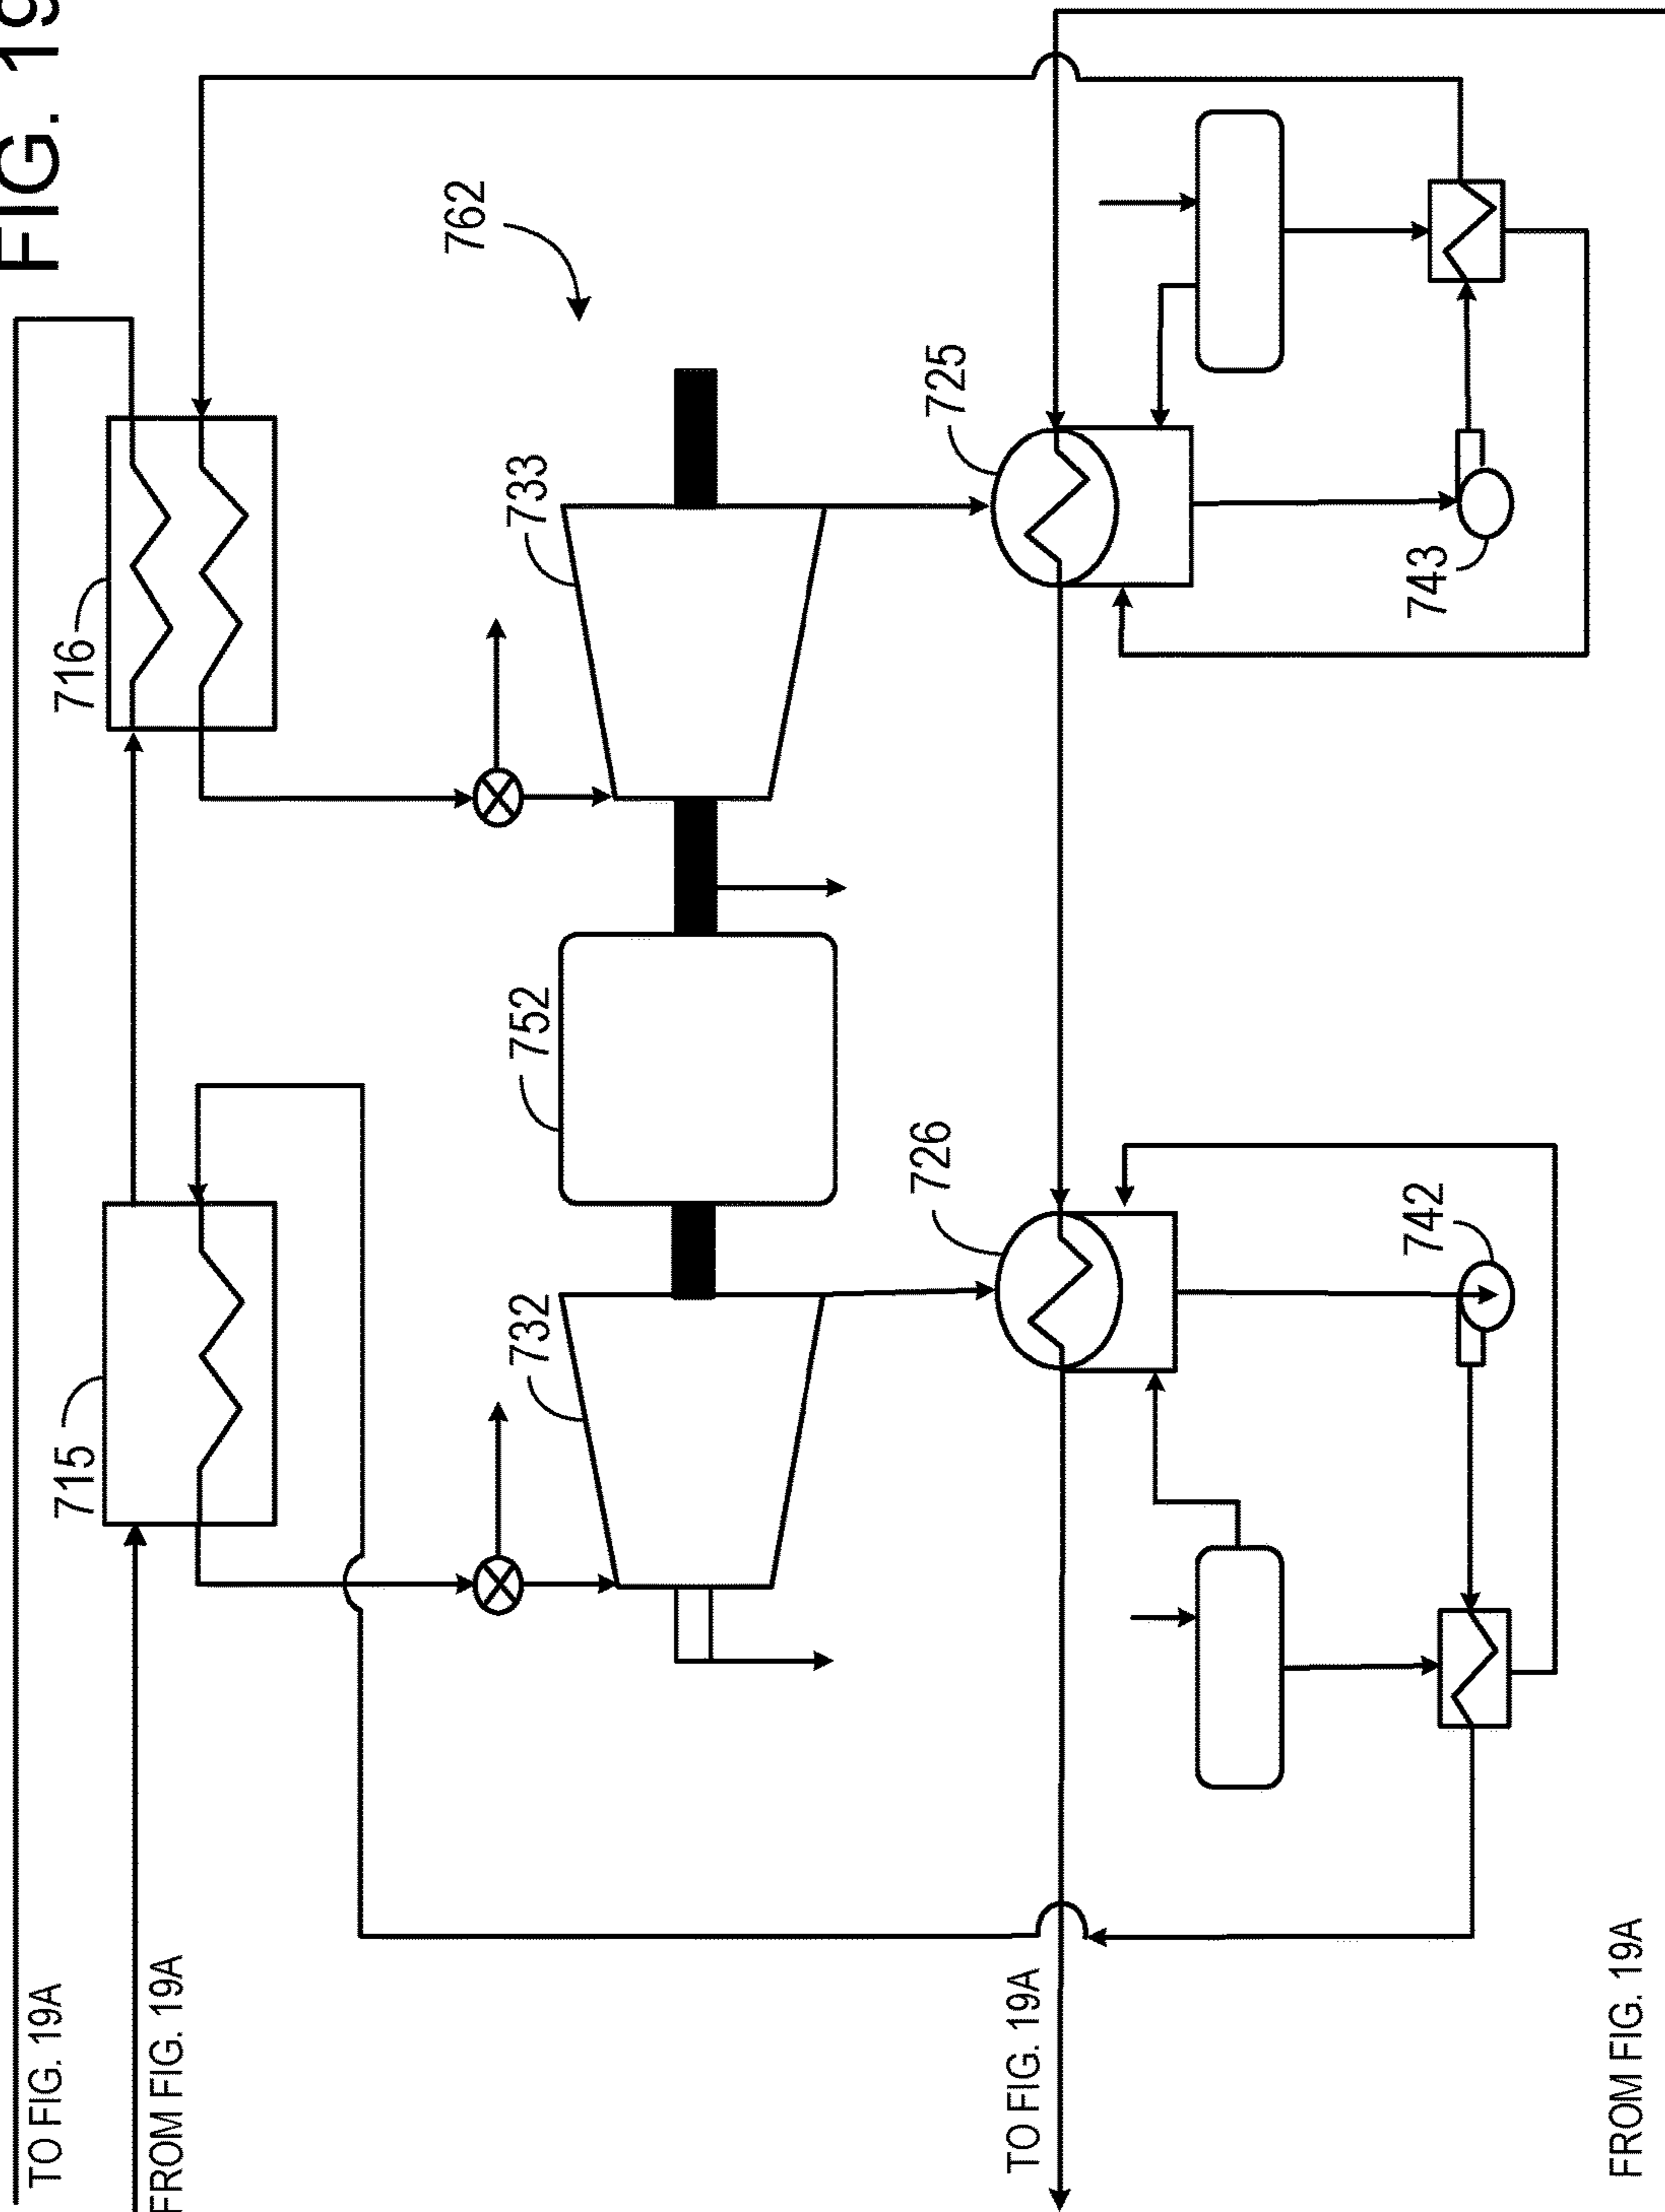 FIG. 19
TO FIG. 19A
715
716
FROM FIG. 19A
762
732
752
733
726
725
TO FIG. 19A
742
743
FROM FIG. 19A